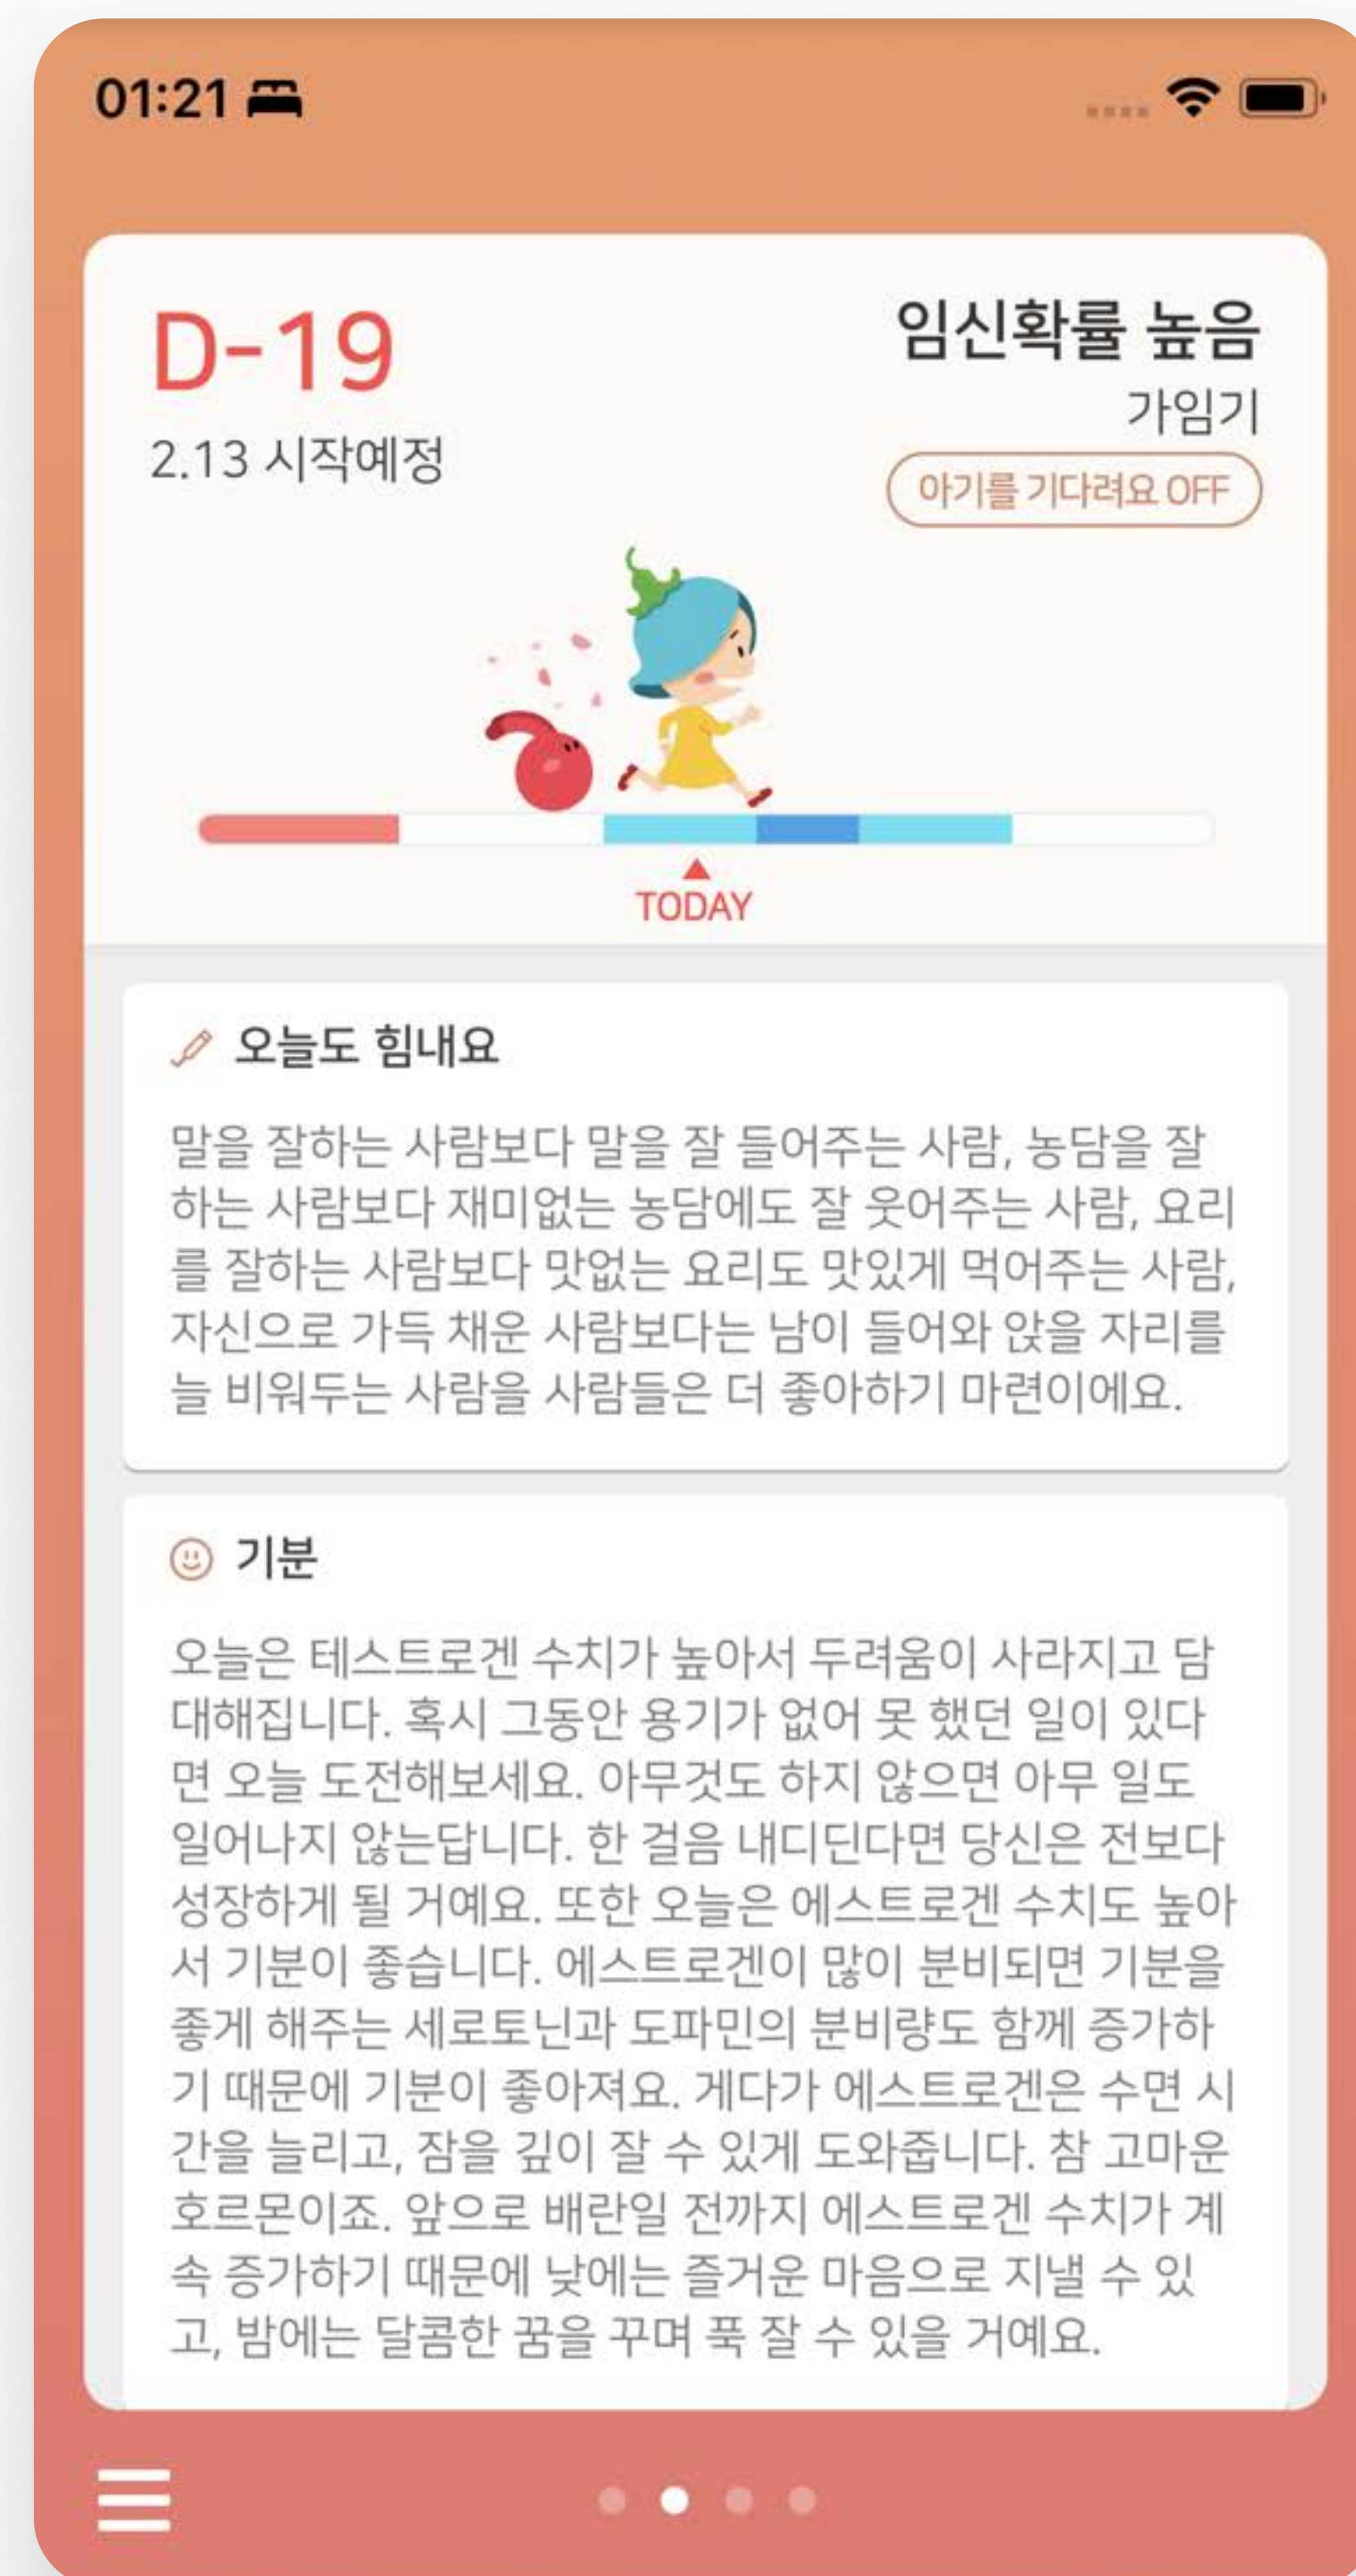 01:21
D-19
2.13 시작예정
임신확률 높음
가임기
아기를 기다려요 OFF
TODAY
오늘도 힘내요
말을 잘하는 사람보다 말을 잘 들어주는 사람, 농담을 잘
하는 사람보다 재미없는 농담에도 잘 웃어주는 사람, 요리
를 잘하는 사람보다 맛없는 요리도 맛있게 먹어주는 사람,
자신으로 가득 채운 사람보다는 남이 들어와 앉을 자리를
늘 비워두는 사람을 사람들은 더 좋아하기 마련이에요.
기분
오늘은 테스트로겐 수치가 높아서 두려움이 사라지고 담
대해집니다. 혹시 그동안 용기가 없어 못 했던 일이 있다
면 오늘 도전해보세요. 아무것도 하지 않으면 아무 일도
일어나지 않는답니다. 한 걸음 내디딘다면 당신은 전보다
성장하게 될 거예요. 또한 오늘은 에스트로겐 수치도 높아
서 기분이 좋습니다. 에스트로겐이 많이 분비되면 기분을
좋게 해주는 세로토닌과 도파민의 분비량도 함께 증가하
기 때문에 기분이 좋아져요. 게다가 에스트로겐은 수면 시
간을 늘리고, 잠을 깊이 잘 수 있게 도와줍니다. 참 고마운
호르몬이죠. 앞으로 배란일 전까지 에스트로겐 수치가 계
속 증가하기 때문에 낮에는 즐거운 마음으로 지낼 수 있
고, 밤에는 달콤한 꿈을 꾸며 푹 잘 수 있을 거예요.